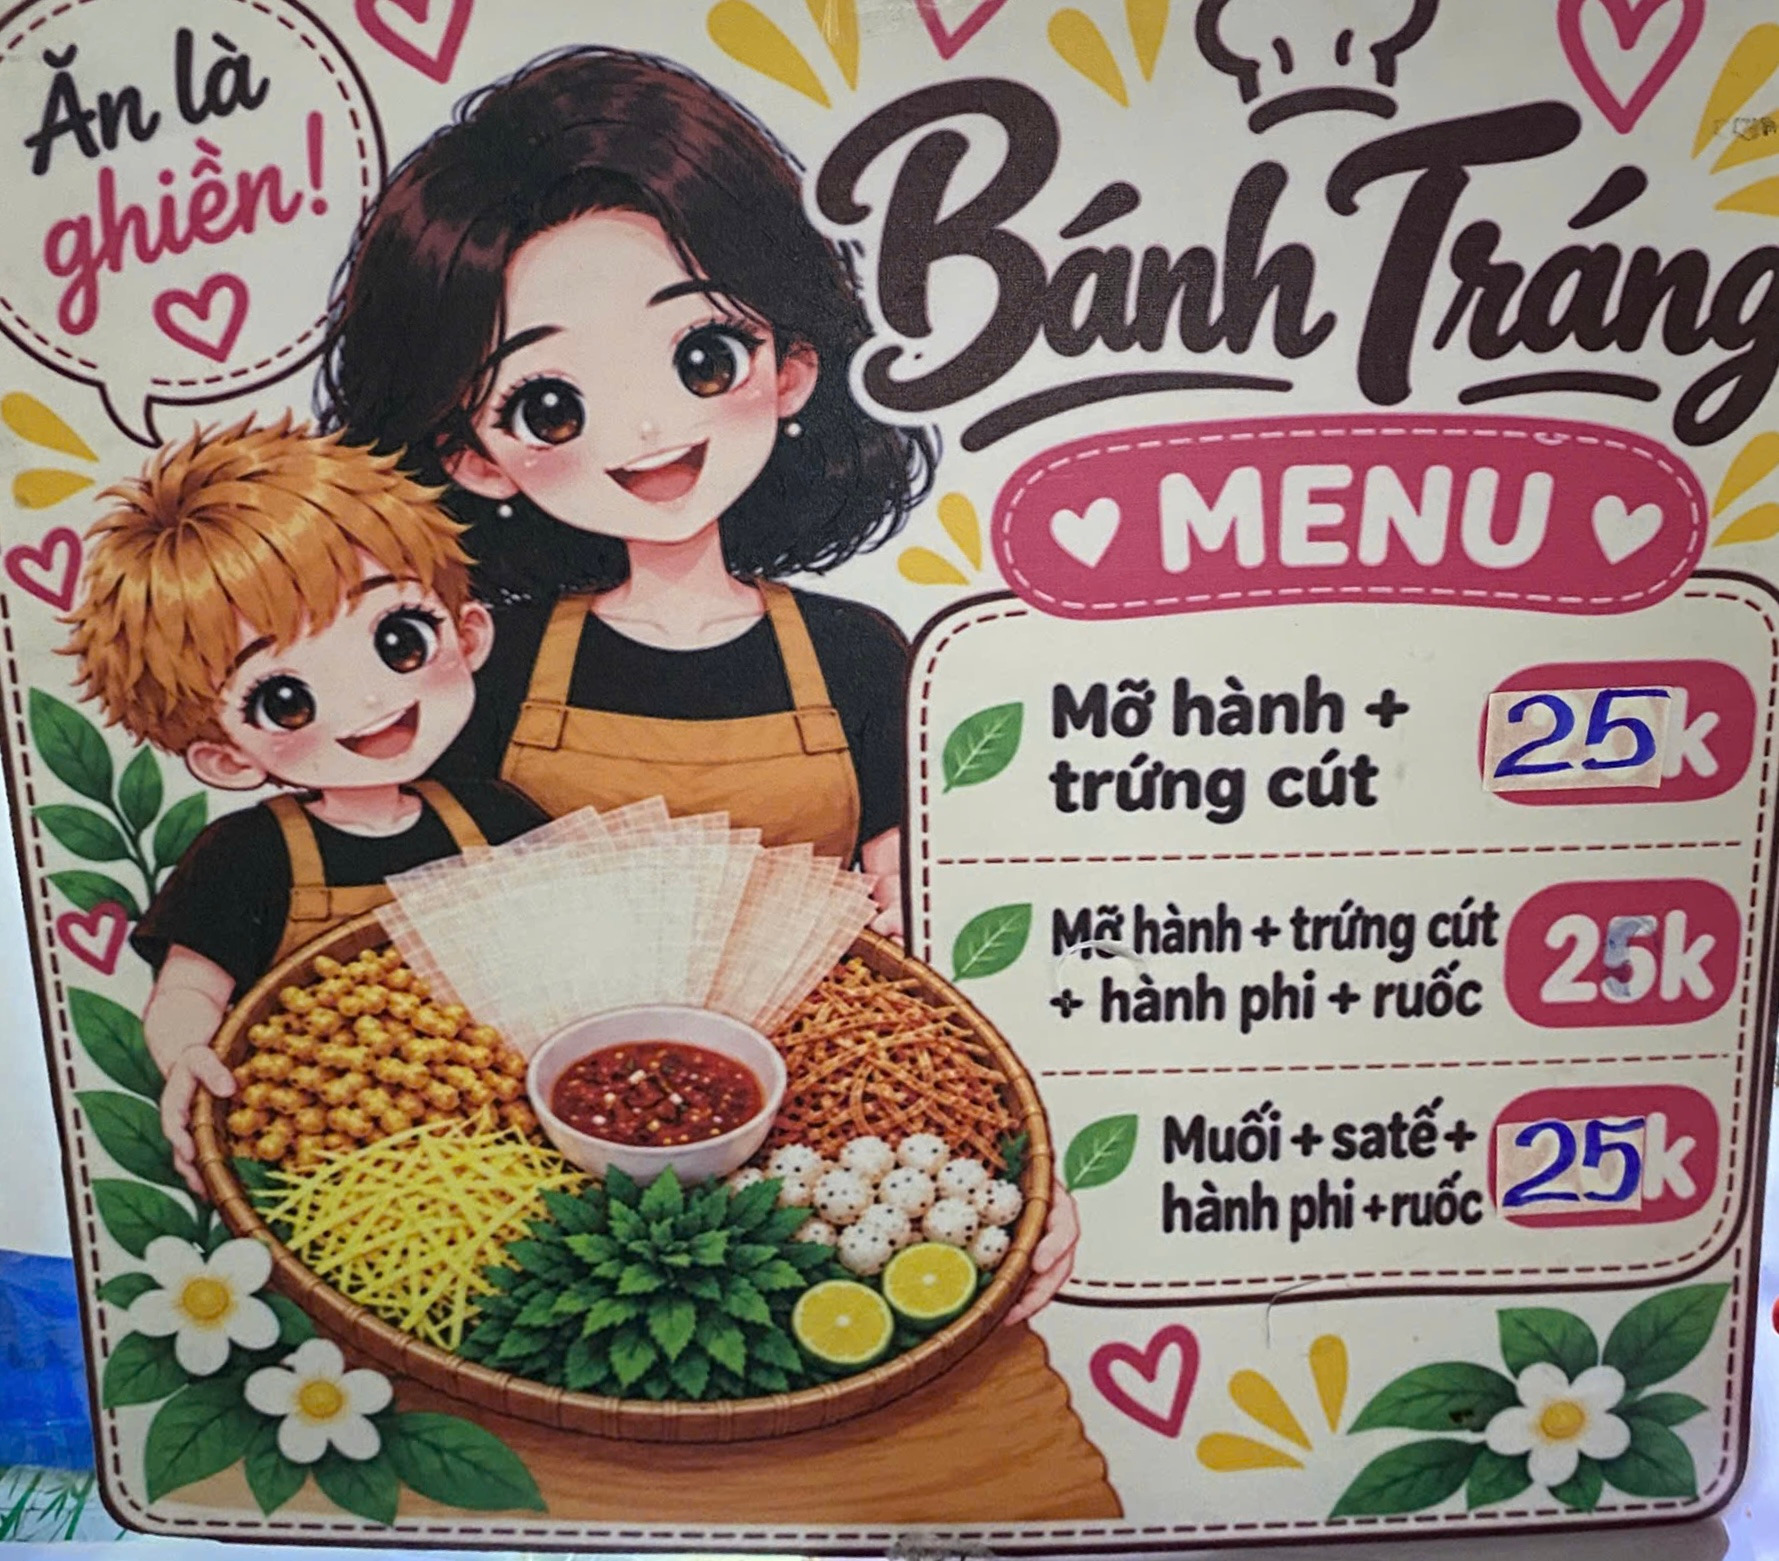 Ăn là
ghiền!
Bánh Tráng
MENU
Mỡ hành +
trứng cút
25k
Mỡ hành + trứng cút
+ hành phi + ruốc
25k
Muối + satế +
hành phi + ruốc
25k